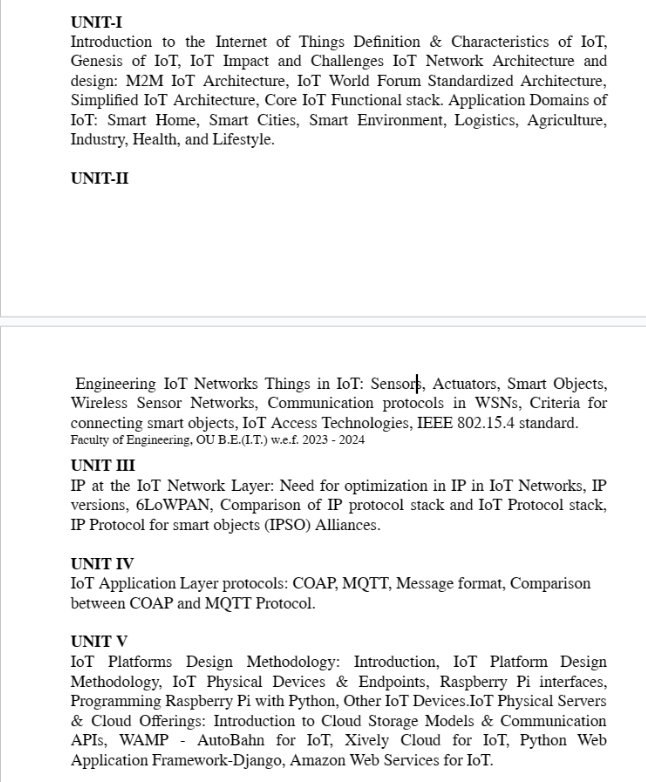 UNIT-I
Introduction to the Internet of Things Definition & Characteristics of IoT,
Genesis of IoT, IoT Impact and Challenges IoT Network Architecture and
design: M2M IoT Architecture, IoT World Forum Standardized Architecture,
Simplified IoT Architecture, Core IoT Functional stack. Application Domains of
IoT: Smart Home, Smart Cities, Smart Environment, Logistics, Agriculture,
Industry, Health, and Lifestyle.
UNIT-II
Engineering IoT Networks Things in IoT: Sensors, Actuators, Smart Objects,
Wireless Sensor Networks, Communication protocols in WSNs, Criteria for
connecting smart objects, IoT Access Technologies, IEEE 802.15.4 standard.
Faculty of Engineering, OU B.E.(I.T.) w.e.f. 2023 - 2024
UNIT III
IP at the IoT Network Layer: Need for optimization in IP in IoT Networks, IP
versions, 6LoWPAN, Comparison of IP protocol stack and IoT Protocol stack,
IP Protocol for smart objects (IPSO) Alliances.
UNIT IV
IoT Application Layer protocols: COAP, MQTT, Message format, Comparison
between COAP and MQTT Protocol.
UNIT V
IoT Platforms Design Methodology: Introduction, IoT Platform Design
Methodology, IoT Physical Devices & Endpoints, Raspberry Pi interfaces,
Programming Raspberry Pi with Python, Other IoT Devices.IoT Physical Servers
& Cloud Offerings: Introduction to Cloud Storage Models & Communication
APIs, WAMP - AutoBahn for IoT, Xively Cloud for IoT, Python Web
Application Framework-Django, Amazon Web Services for IoT.